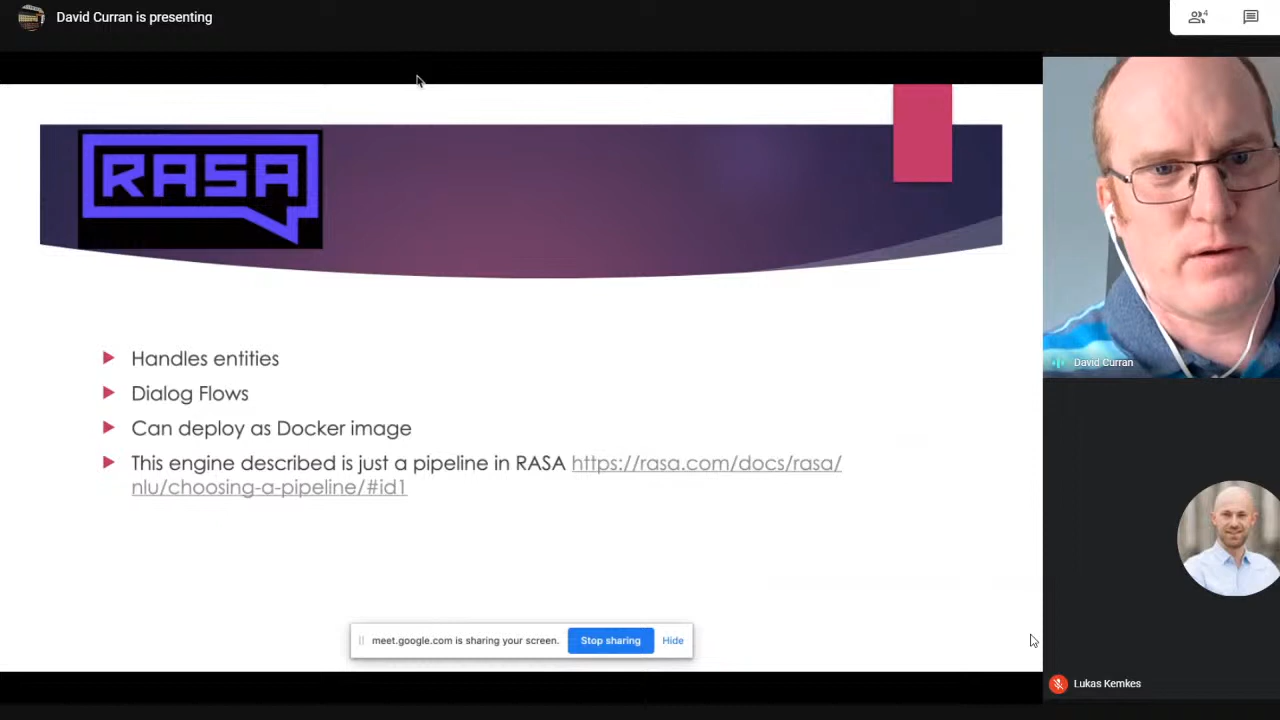 David Curran is presenting
4
RASA
Handles entities
Dialog Flows
Can deploy as Docker image
This engine described is just a pipeline in RASA https://rasa.com/docs/rasa/
nlu/choosing-a-pipeline/#id1
David Curran
meet.google.com is sharing your screen. Stop sharing Hide
Lukas Kemkes